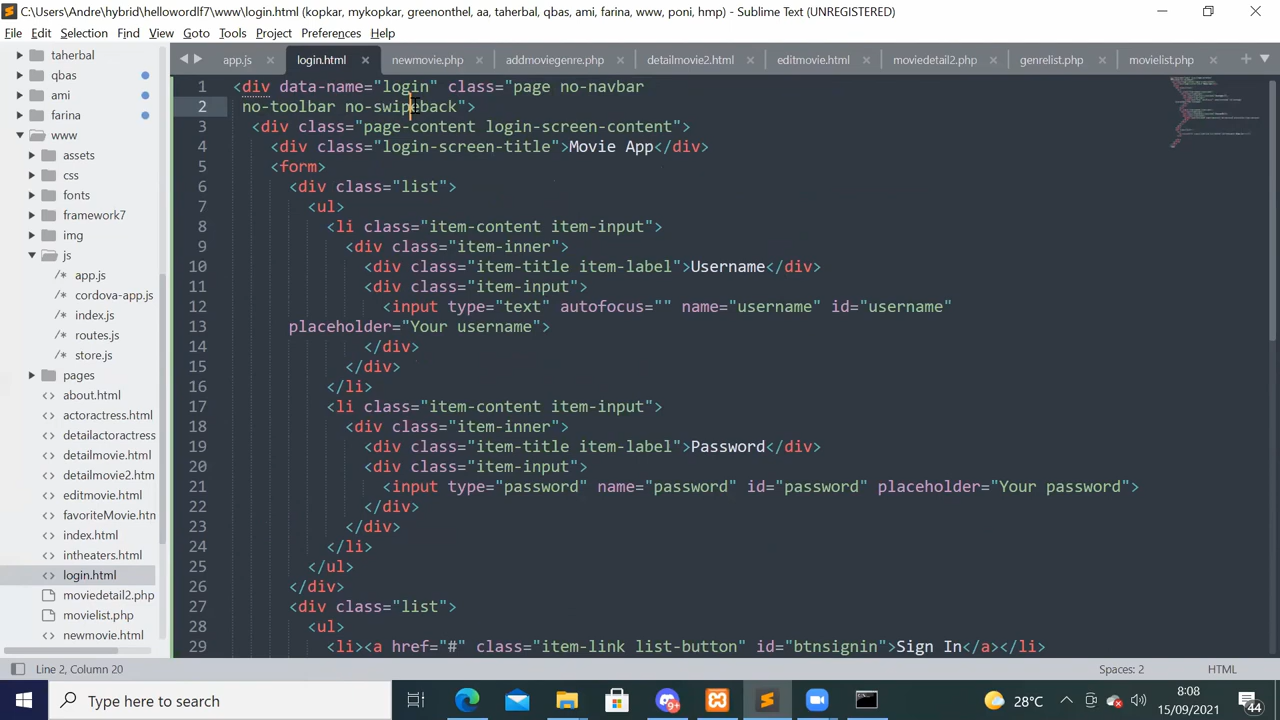 C:\Users\Andre\hybrid\hellowordlf7\www\login.html (kopkar, mykopkar, greenmnthel, aa, taherbal, qbas, ami, farina, www, poni, hmp) - Sublime Text (UNREGISTERED)
File Edit Selection Find View Goto Tools Project Preferences Help
app.js login.html newmovie.php addmoviegenre.php detailmovie2.html editmovie.html moviedetail2.php genrelist.php movielist.php
taherbal
qbas
ami
farina
www
assets
css
fonts
framework7
img
js
/* app.js
/* cordova-app.js
/* index.js
/* routes.js
/* store.js
pages
<> about.html
<> actoractress.html
<> detailactoractress
<> detailmovie.html
<> detailmovie2.htm
<> editmovie.html
<> favoriteMovie.htn
<> index.html
<> intheaters.html
<> login.html
moviedetail2.php
movielist.php
<> newmovie.html
1 <div data-name="login" class="page no-navbar
2 no-toolbar no-swipeback">
3 <div class="page-content login-screen-content">
4 <div class="login-screen-title">Movie App</div>
5 <form>
6 <div class="list">
7 <ul>
8 <li class="item-content item-input">
9 <div class="item-inner">
10 <div class="item-title item-label">Username</div>
11 <div class="item-input">
12 <input type="text" autofocus="" name="username" id="username"
13 placeholder="Your username">
14 </div>
15 </div>
16 </li>
17 <li class="item-content item-input">
18 <div class="item-inner">
19 <div class="item-title item-label">Password</div>
20 <div class="item-input">
21 <input type="password" name="password" id="password" placeholder="Your password">
22 </div>
23 </div>
24 </li>
25 </ul>
26 </div>
27 <div class="list">
28 <ul>
29 <li><a href="#" class="item-link list-button" id="btnsignin">Sign In</a></li>
Line 2, Column 20 Spaces: 2 HTML
Type here to search 28°C 8:08
15/09/2021 44